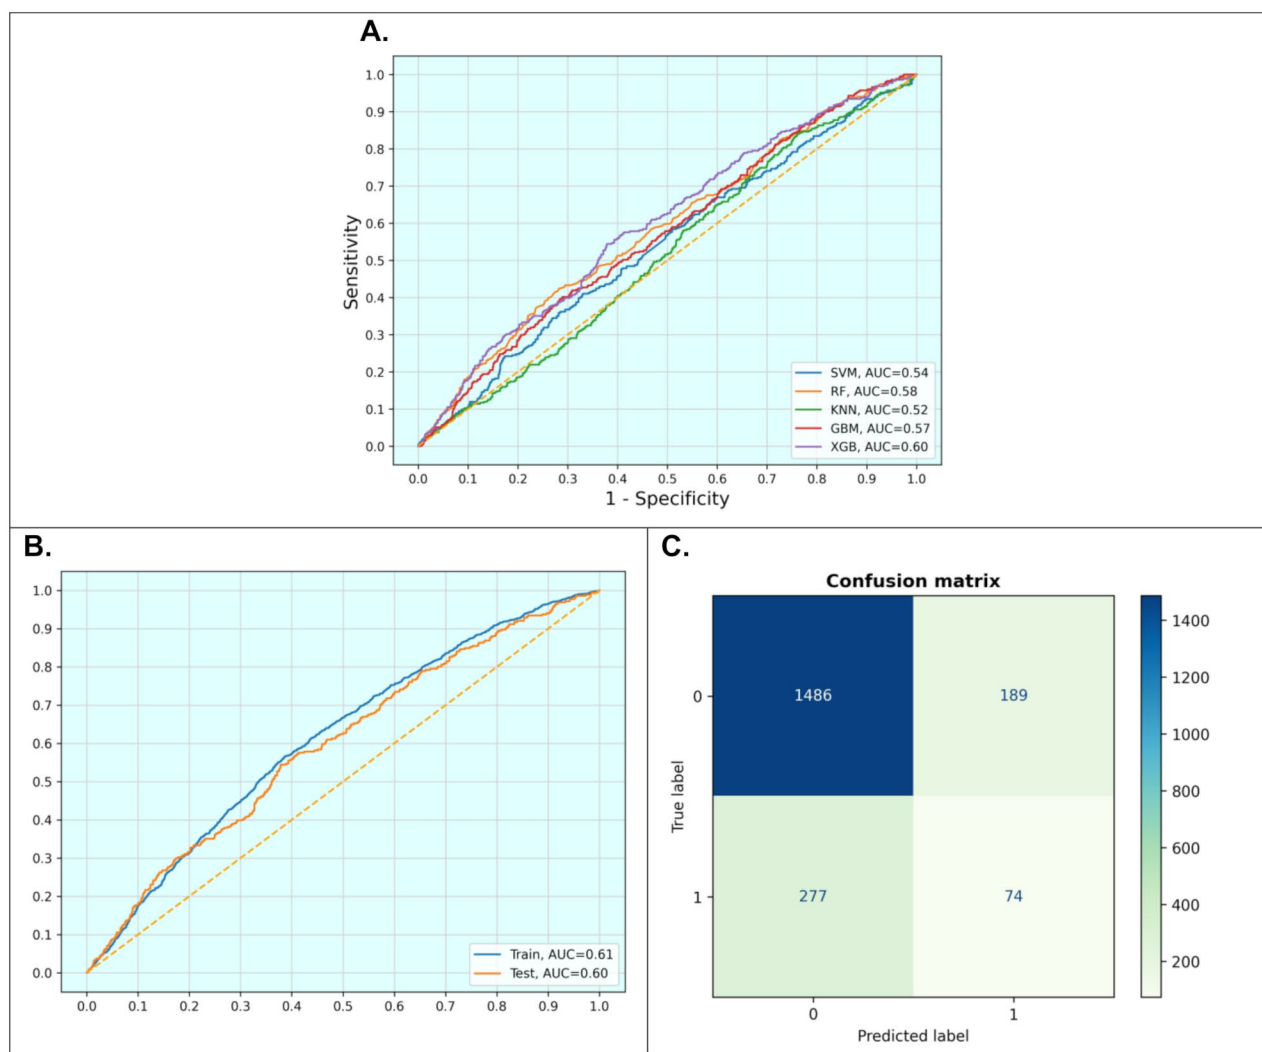 A.
1.0
0.9
0.8
0.7
0.6
0.5
0.4
0.3
0.2
0.1
0.0
Sensitivity
SVM, AUC=0.54
RF, AUC=0.58
KNN, AUC=0.52
GBM, AUC=0.57
XGB, AUC=0.60
0.0 0.1 0.2 0.3 0.4 0.5 0.6 0.7 0.8 0.9 1.0
1 - Specificity
B.
1.0
0.9
0.8
0.7
0.6
0.5
0.4
0.3
0.2
0.1
0.0
Train, AUC=0.61
Test, AUC=0.60
0.0 0.1 0.2 0.3 0.4 0.5 0.6 0.7 0.8 0.9 1.0
C.
Confusion matrix
True label
0
1486 189
1
277 74
0 1
Predicted label
1400
1200
1000
800
600
400
200